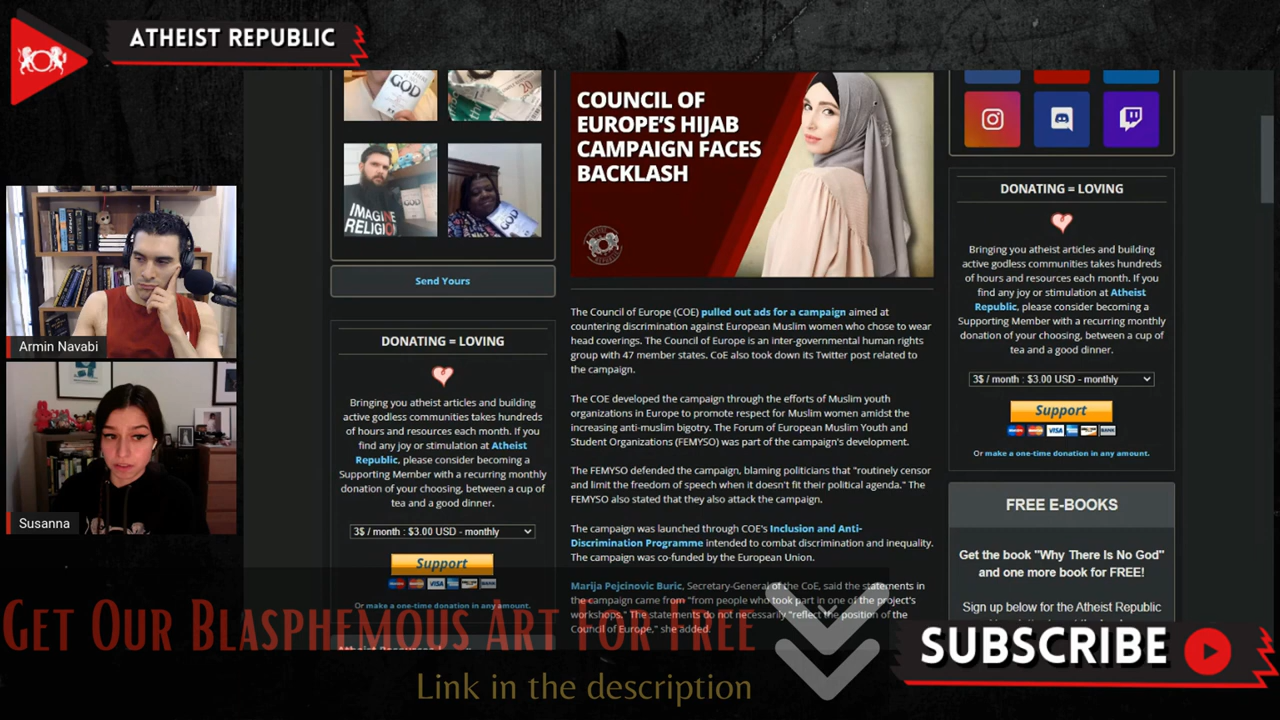 ATHEIST REPUBLIC
GOD
20
IMAGINE
RELIGION
GOD
Send Yours
DONATING = LOVING
Bringing you atheist articles and building
active godless communities takes hundreds
of hours and resources each month. If you
find any joy or stimulation at Atheist
Republic, please consider becoming a
Supporting Member with a recurring monthly
donation of your choosing, between a cup of
tea and a good dinner.
3$ / month : $3.00 USD - monthly
Support
VISA
BANK
Or make a one-time donation in any amount.
COUNCIL OF
EUROPE'S HIJAB
CAMPAIGN FACES
BACKLASH
The Council of Europe (COE) pulled out ads for a campaign aimed at
countering discrimination against European Muslim women who chose to wear
head coverings. The Council of Europe is an inter-governmental human rights
group with 47 member states. CoE also took down its Twitter post related to
the campaign.
The COE developed the campaign through the efforts of Muslim youth
organizations in Europe to promote respect for Muslim women amidst the
increasing anti-muslim bigotry. The Forum of European Muslim Youth and
Student Organizations (FEMYSO) was part of the campaign's development.
The FEMYSO defended the campaign, blaming politicians that "routinely censor
and limit the freedom of speech when it doesn't fit their political agenda." The
FEMYSO also stated that they also attack the campaign.
The campaign was launched through COE's Inclusion and Anti-
Discrimination Programme intended to combat discrimination and inequality.
The campaign was co-funded by the European Union.
Marija Pejcinovic Buric, Secretary-General of the CoE, said the statements in
the campaign came from "from people who took part in one of the project's
workshops." The statements do not necessarily "reflect the position of the
Council of Europe," she added.
DONATING = LOVING
Bringing you atheist articles and building
active godless communities takes hundreds
of hours and resources each month. If you
find any joy or stimulation at Atheist
Republic, please consider becoming a
Supporting Member with a recurring monthly
donation of your choosing, between a cup of
tea and a good dinner.
3$ / month : $3.00 USD - monthly
Support
VISA
BANK
Or make a one-time donation in any amount.
FREE E-BOOKS
Get the book "Why There Is No God"
and one more book for FREE!
Sign up below for the Atheist Republic
Armin Navabi
Susanna
Get Our Blasphemous Art For Free
Link in the description
SUBSCRIBE